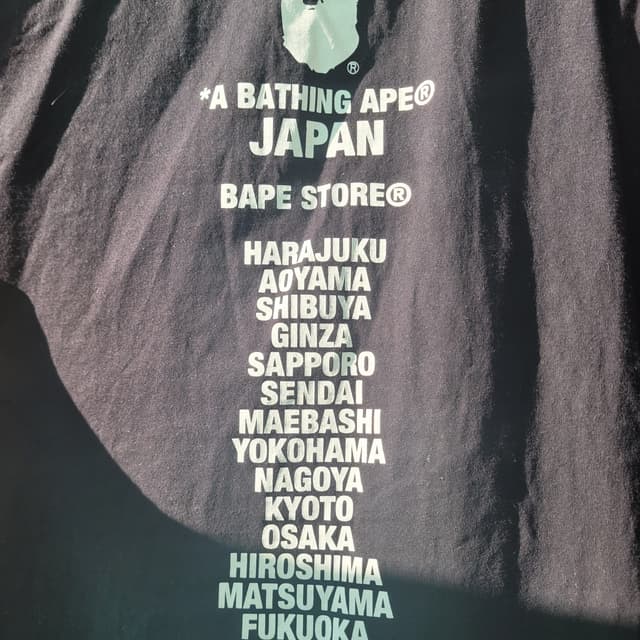 ®
*A BATHING APE®
JAPAN
BAPE STORE®
HARAJUKU
AOYAMA
SHIBUYA
GINZA
SAPPORO
SENDAI
MAEBASHI
YOKOHAMA
NAGOYA
KYOTO
OSAKA
HIROSHIMA
MATSUYAMA
FUKUOKA